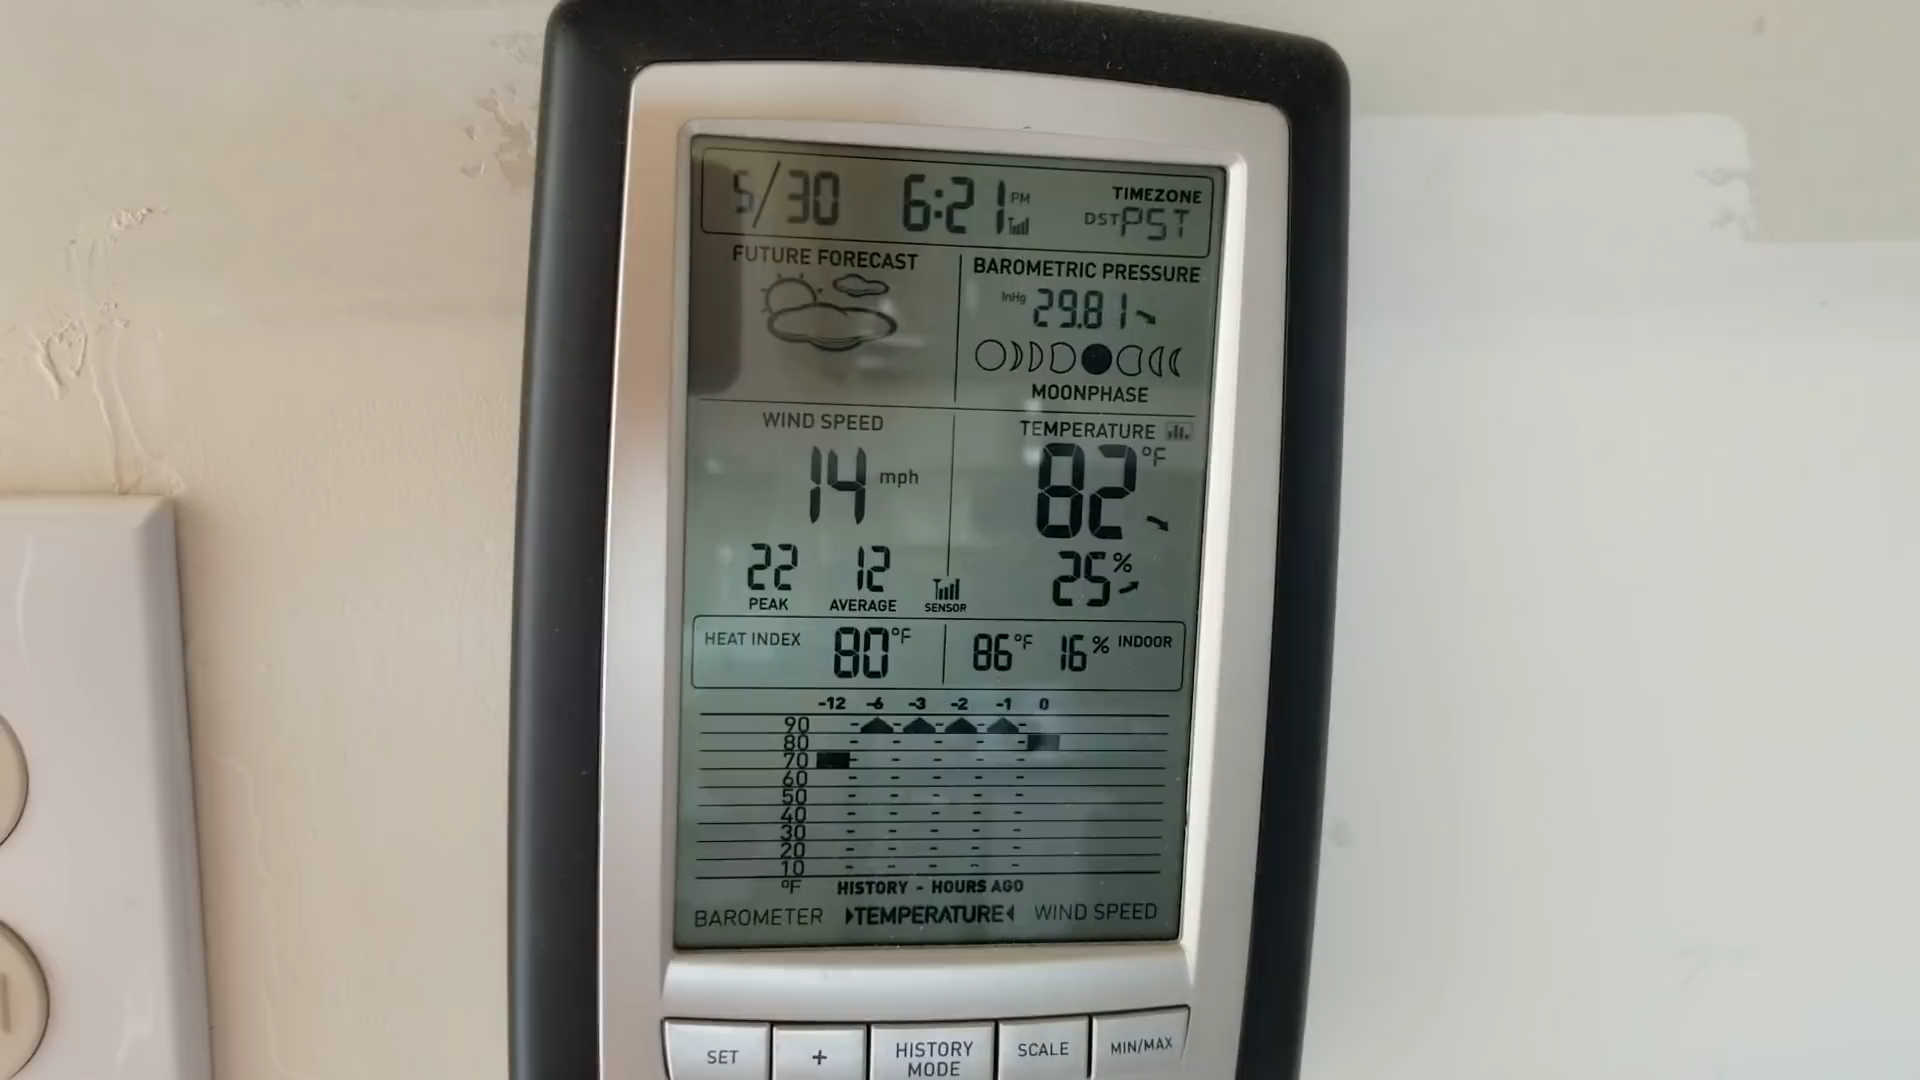 5/30 6:21 PM TIMEZONE DST PST
FUTURE FORECAST
BAROMETRIC PRESSURE
InHg 29.81
MOONPHASE
WIND SPEED
14 mph
22 12
PEAK AVERAGE
SENSOR
TEMPERATURE
82 °F
25 %
HEAT INDEX 80 °F
86 °F 16 % INDOOR
-12 -6 -3 -2 -1 0
90
80
70
60
50
40
30
20
10
°F HISTORY - HOURS AGO
BAROMETER TEMPERATURE WIND SPEED
SET + HISTORY MODE SCALE MIN/MAX